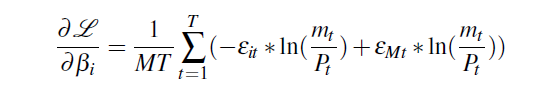 ∂ℒ/∂β_i = 1/(MT) ∑_{t=1}^{T} (−ε_{it} * ln(m_t/P_t) + ε_{Mt} * ln(m_t/P_t))